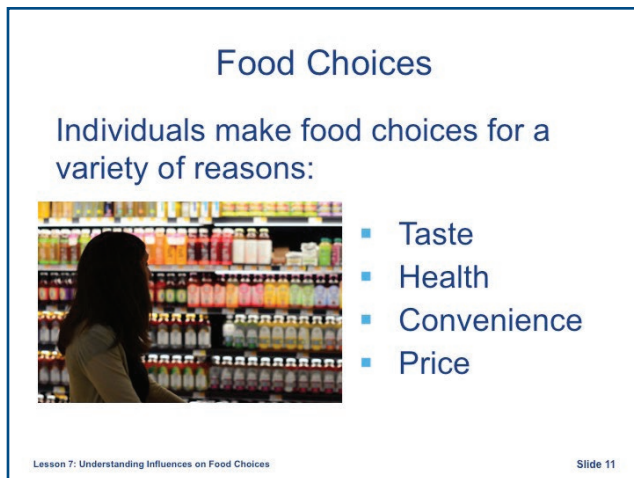 Food Choices
Individuals make food choices for a
variety of reasons:
Taste
Health
Convenience
Price
Lesson 7: Understanding Influences on Food Choices
Slide 11